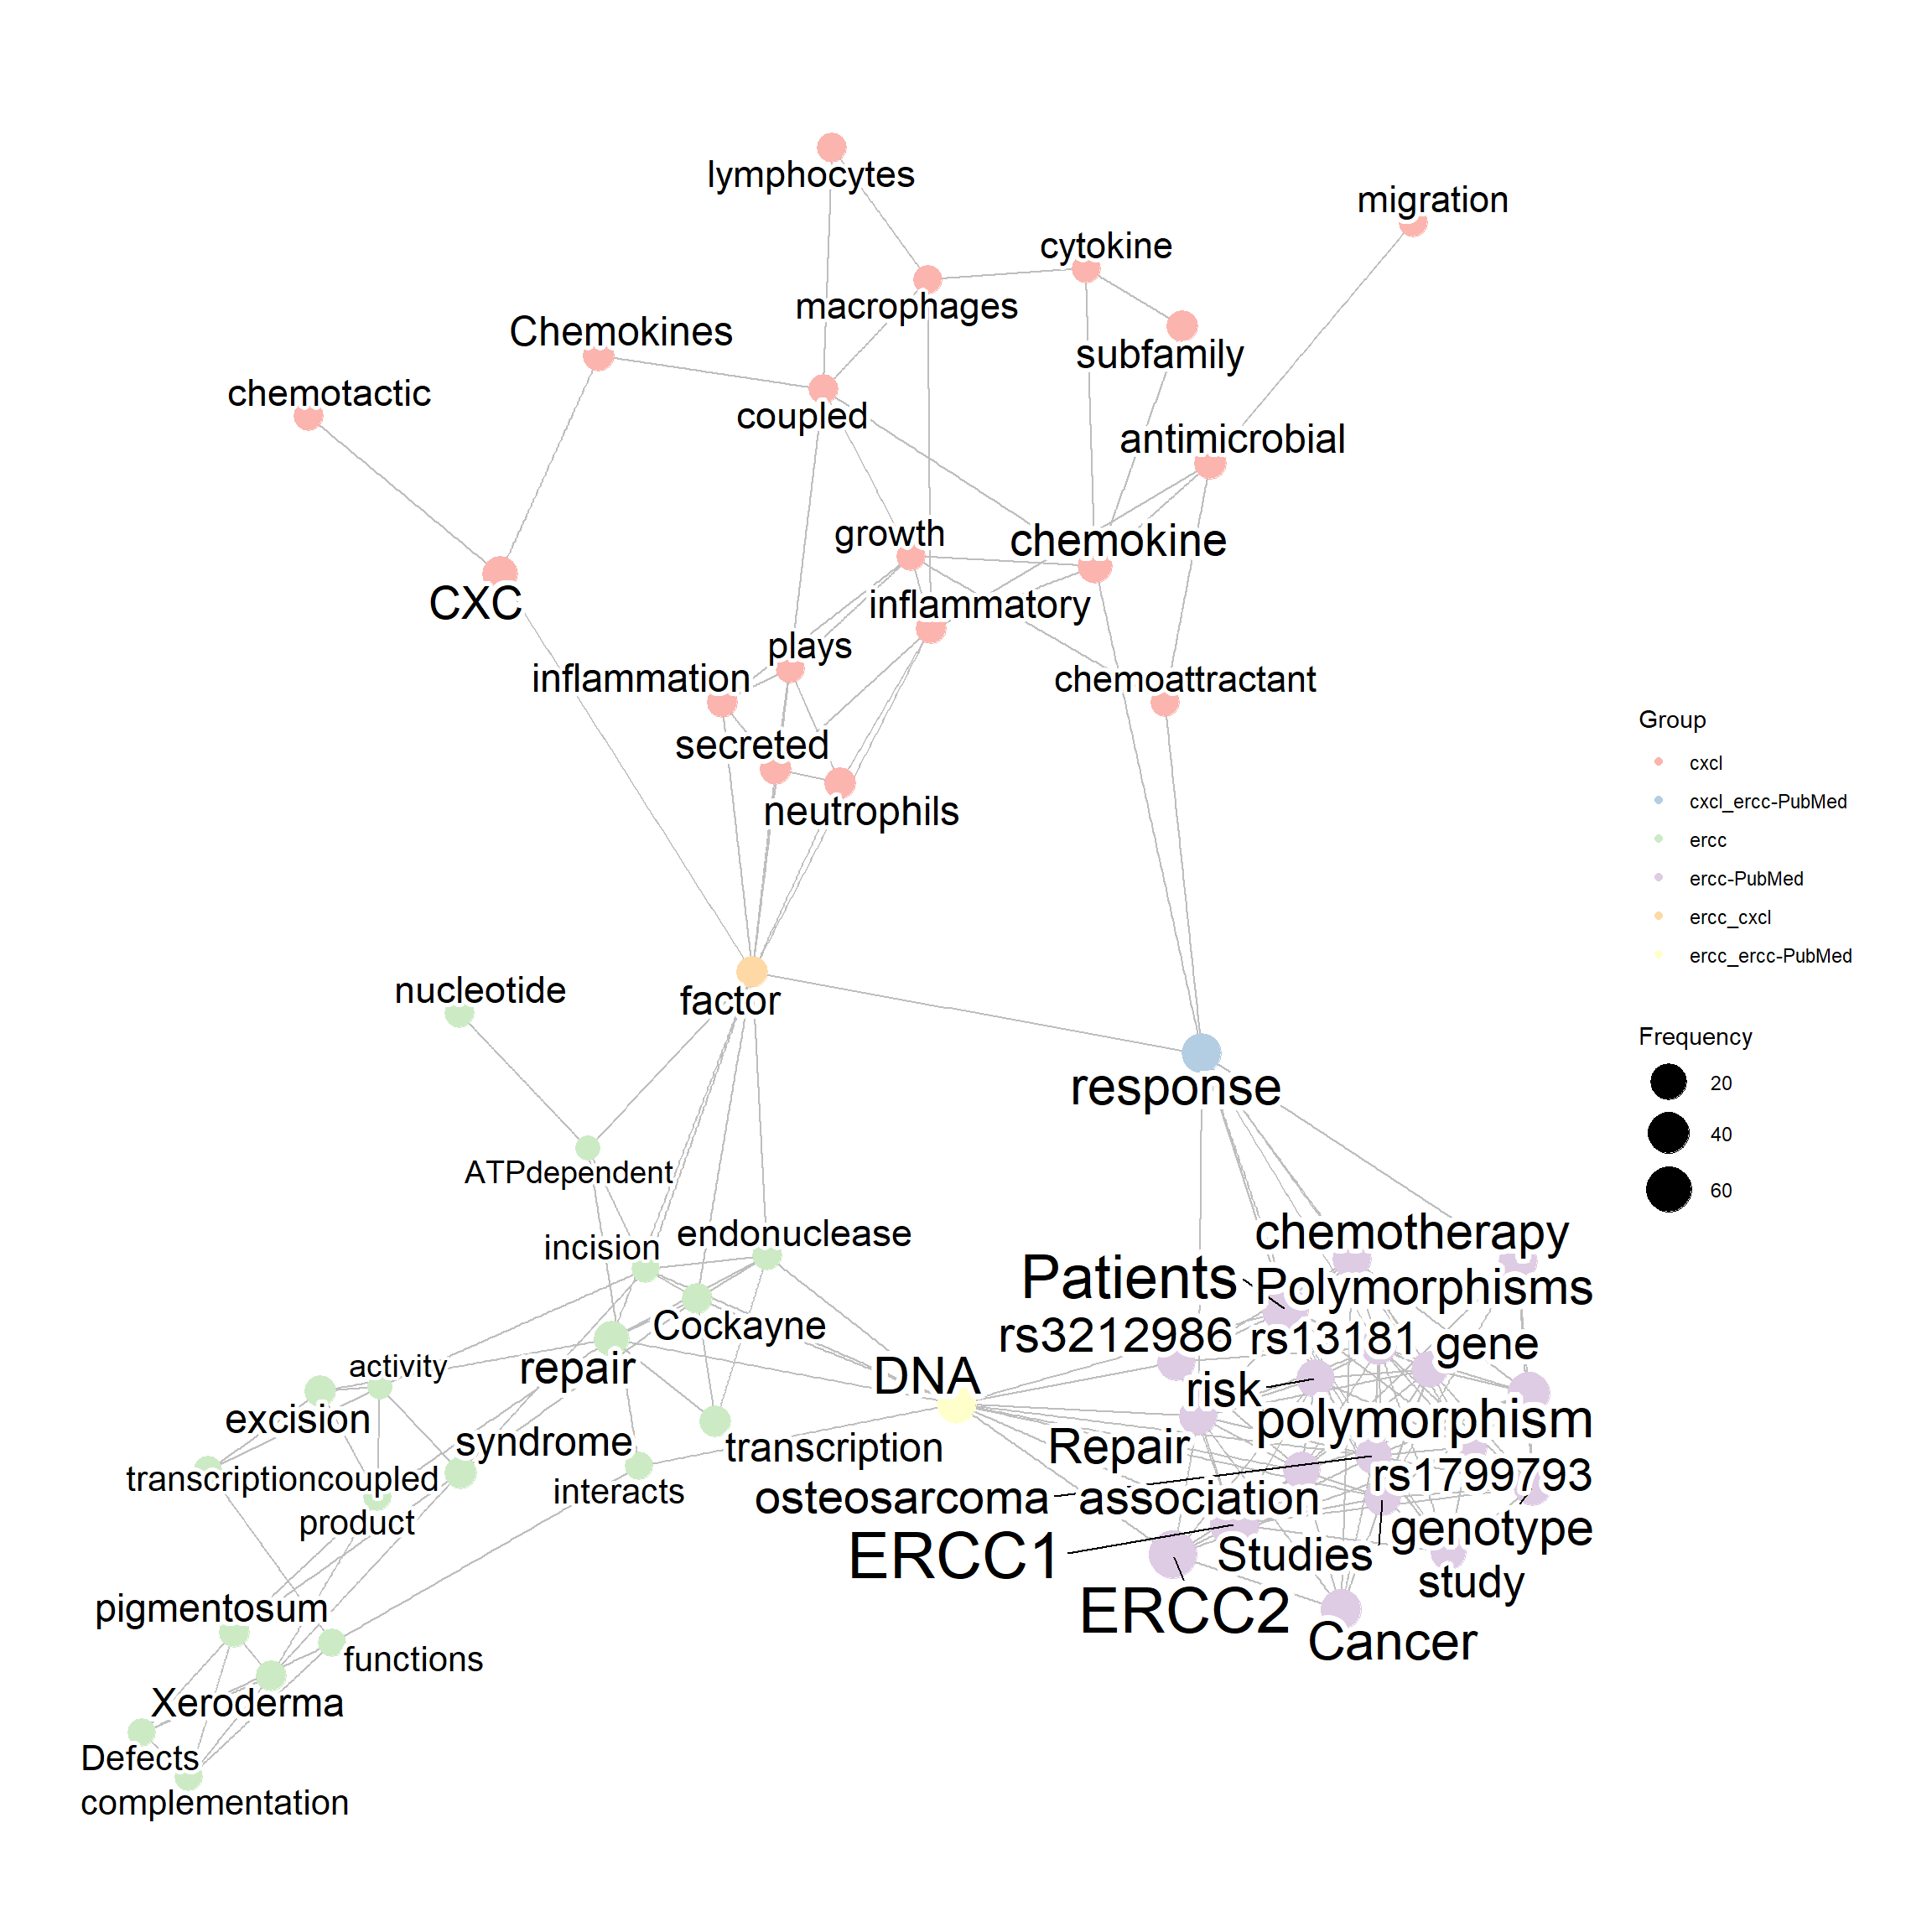 lymphocytes
migration
cytokine
macrophages
Chemokines
subfamily
chemotactic
coupled
antimicrobial
growth
chemokine
CXC
inflammatory
plays
inflammation
chemoattractant
secreted
neutrophils
nucleotide
factor
response
ATPdependent
incision
endonuclease
chemotherapy
Patients
Polymorphisms
Cockayne
rs3212986
rs13181
gene
activity
repair
DNA
risk
excision
syndrome
transcription
Repair
polymorphism
transcriptioncoupled
interacts
rs1799793
product
osteosarcoma
association
genotype
ERCC1
Studies
study
pigmentosum
ERCC2
functions
Cancer
Xeroderma
Defects
complementation
Group
cxcl
cxcl_ercc-PubMed
ercc
ercc-PubMed
ercc_cxcl
ercc_ercc-PubMed
Frequency
20
40
60